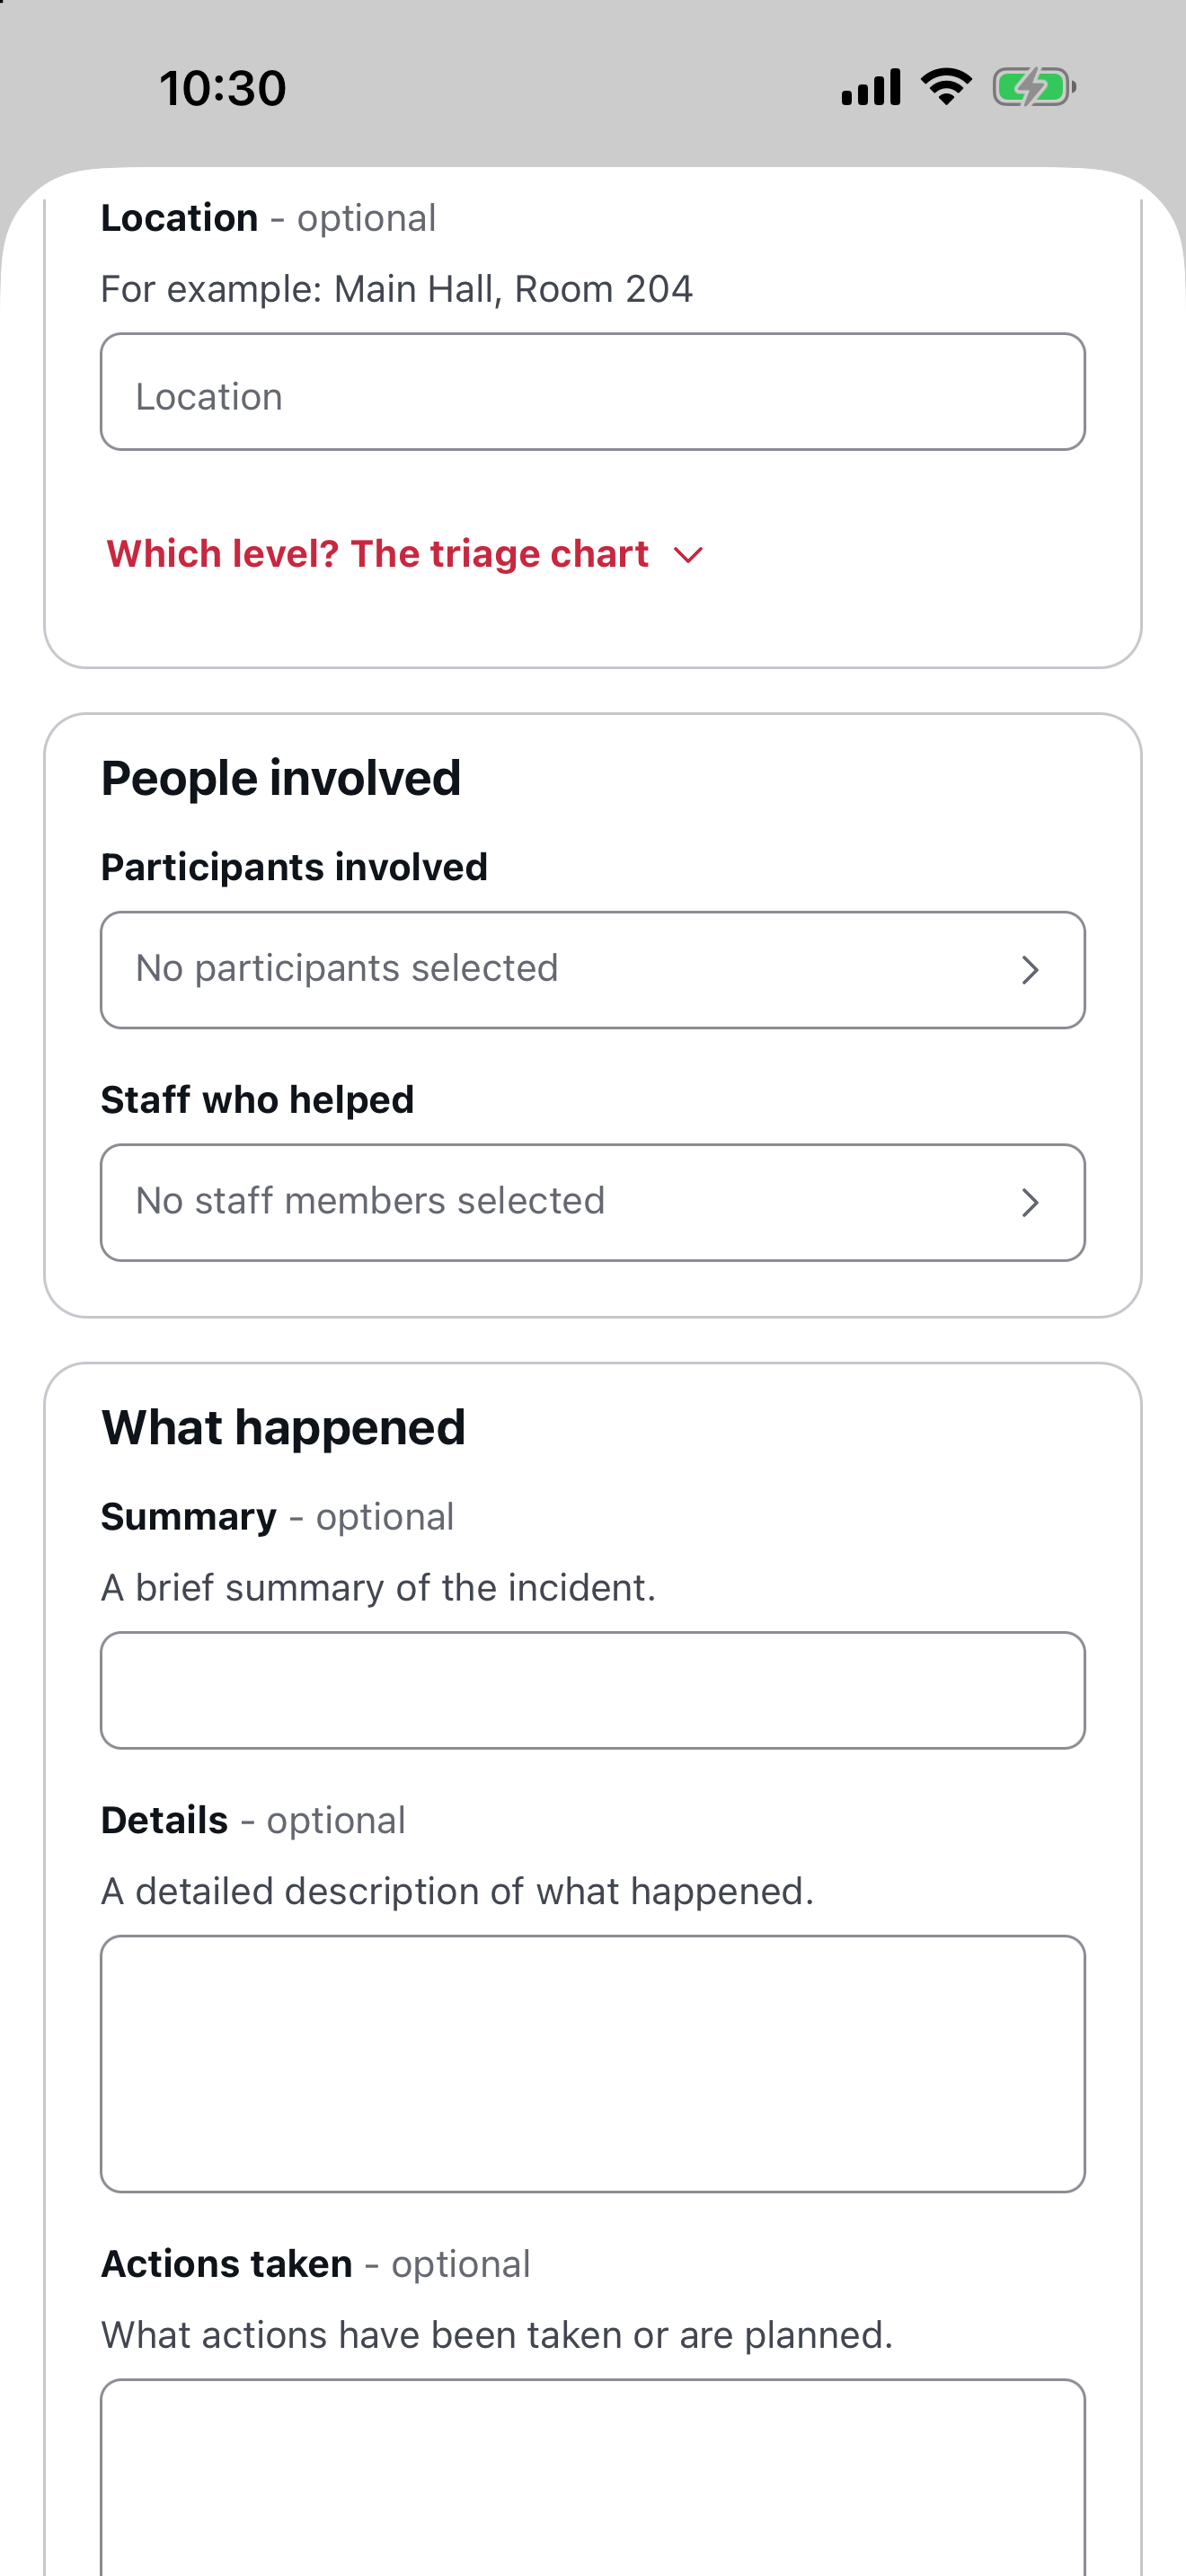 10:30
Location - optional
For example: Main Hall, Room 204
Location
Which level? The triage chart
People involved
Participants involved
No participants selected
Staff who helped
No staff members selected
What happened
Summary - optional
A brief summary of the incident.
Details - optional
A detailed description of what happened.
Actions taken - optional
What actions have been taken or are planned.